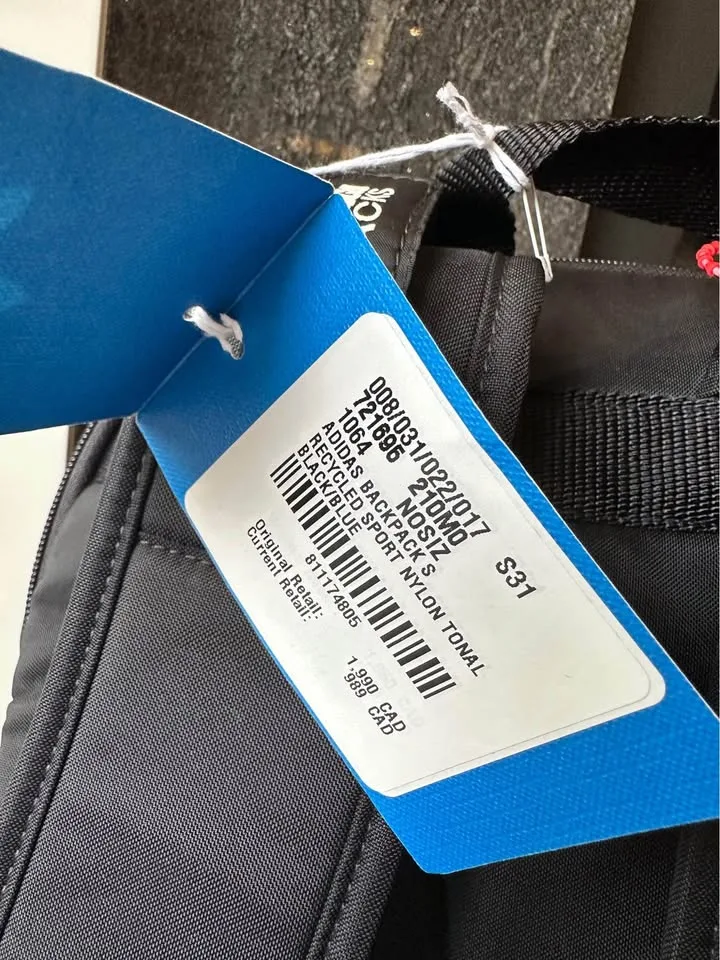 008/031/022/017 S31
721696 210M0
1064 NOSIZ
ADIDAS BACKPACK S
RECYCLED SPORT NYLON TONAL
BLACK/BLUE
811174805
Original Retail: 1,990 CAD
Current Retail: 989 CAD